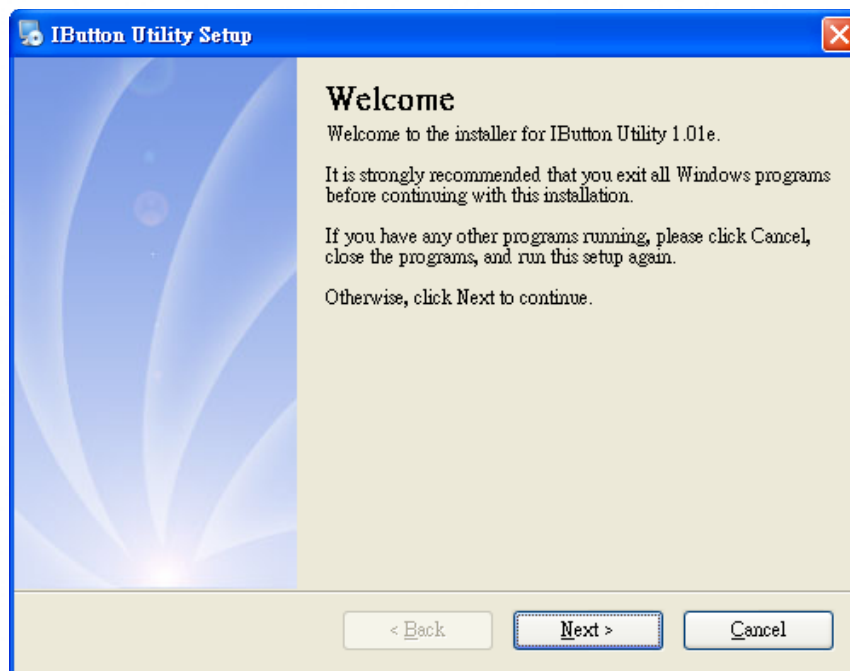 IButton Utility Setup
Welcome
Welcome to the installer for IButton Utility 1.01e.
It is strongly recommended that you exit all Windows programs
before continuing with this installation.
If you have any other programs running, please click Cancel,
close the programs, and run this setup again.
Otherwise, click Next to continue.
< Back
Next >
Cancel